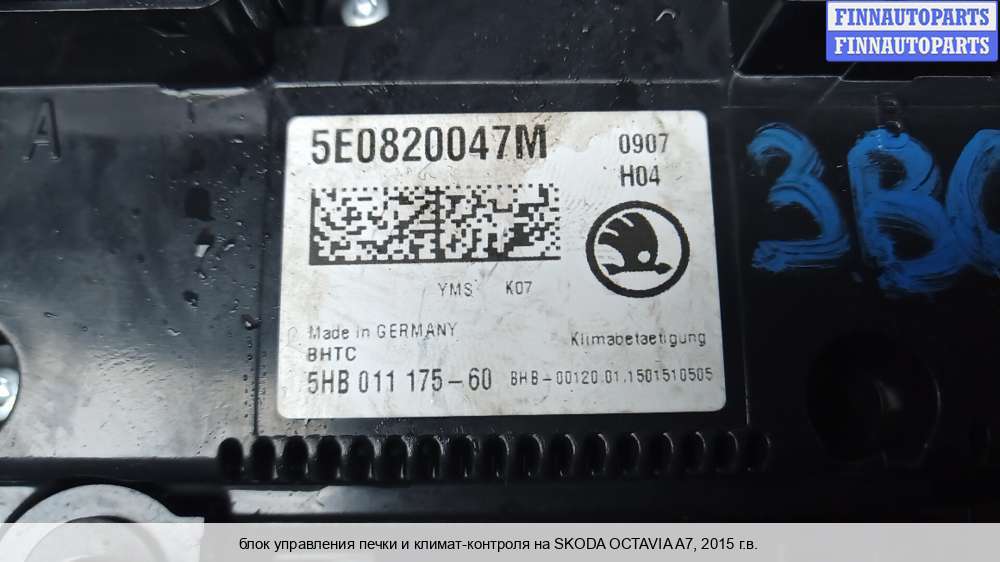 FINNAUTOPARTS
FINNAUTOPARTS
A
B
5E0820047M
0907
H04
3B
YMS K07
Made in GERMANY
Klimabetaetigung
BHTC
5HB 011 175-60
BHB-00120.01.1501510505
блок управления печки и климат-контроля на SKODA OCTAVIA A7, 2015 г.в.